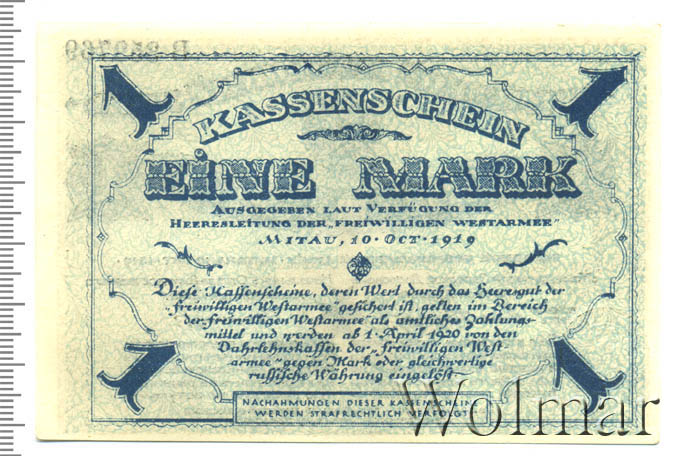 1 1
KASSENSCHEIN
EINE MARK
AUSGEGEBEN LAUT VERFÜGUNG DER
HEERESLEITUNG DER „FREIWILLIGEN WESTARMEE“
MITAU, 10 · OCT · 1919
Diese Kassenscheine, deren Wert durch das Heeresgut der
„freiwilligen Westarmee“ gesichert ist, gelten im Bereich
der „freiwilligen Westarmee“ als amtliches Zahlungs-
mittel und werden ab 1 · April 1920 von den
Darlehnskassen der „freiwilligen West
armee“ gegen Mark oder gleichwertige
russische Währung eingelöst
1 1
NACHAHMUNGEN DIESER KASSENSCHEINE
WERDEN STRAFRECHTLICH VERFOLGT
Wolmar